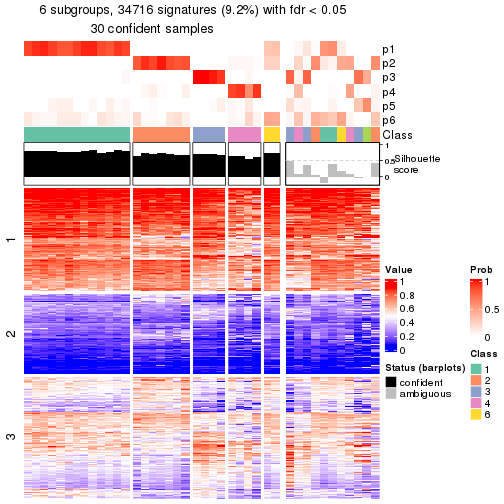 6 subgroups, 34716 signatures (9.2%) with fdr < 0.05
30 confident samples
p1
p2
p3
p4
p5
p6
Class
1
0.5
0
Silhouette
score
1
2
3
Value
1
0.8
0.6
0.4
0.2
0
Prob
1
0.5
0
Status (barplots)
confident
ambiguous
Class
1
2
3
4
6